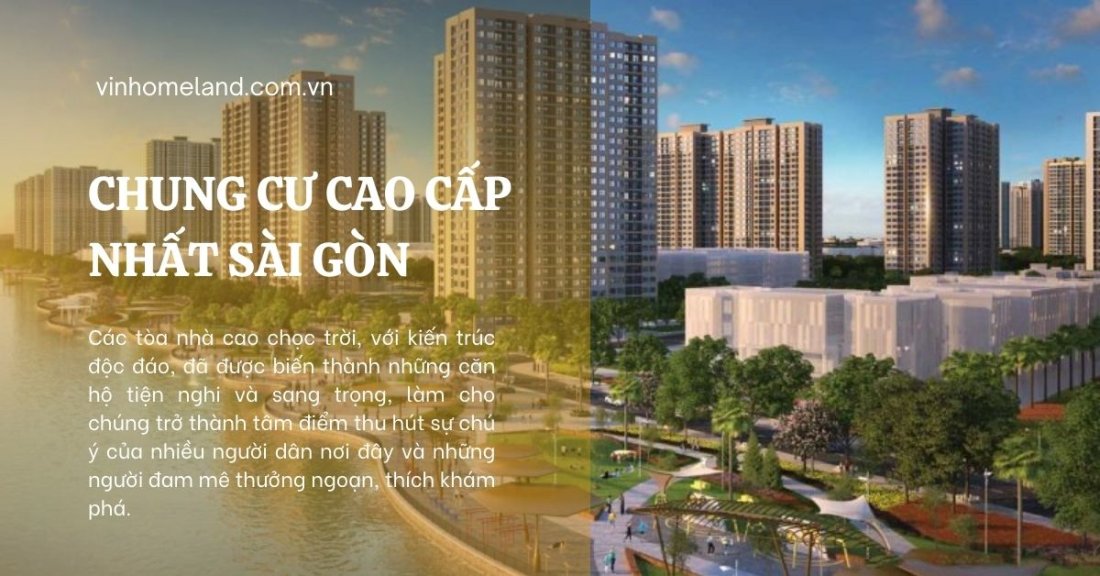 vinhomeland.com.vn
CHUNG CƯ CAO CẤP
NHẤT SÀI GÒN
Các tòa nhà cao chọc trời, với kiến trúc
độc đáo, đã được biến thành những căn
hộ tiện nghi và sang trọng, làm cho
chúng trở thành tâm điểm thu hút sự chú
ý của nhiều người dân nơi đây và những
người đam mê thưởng ngoạn, thích khám
phá.